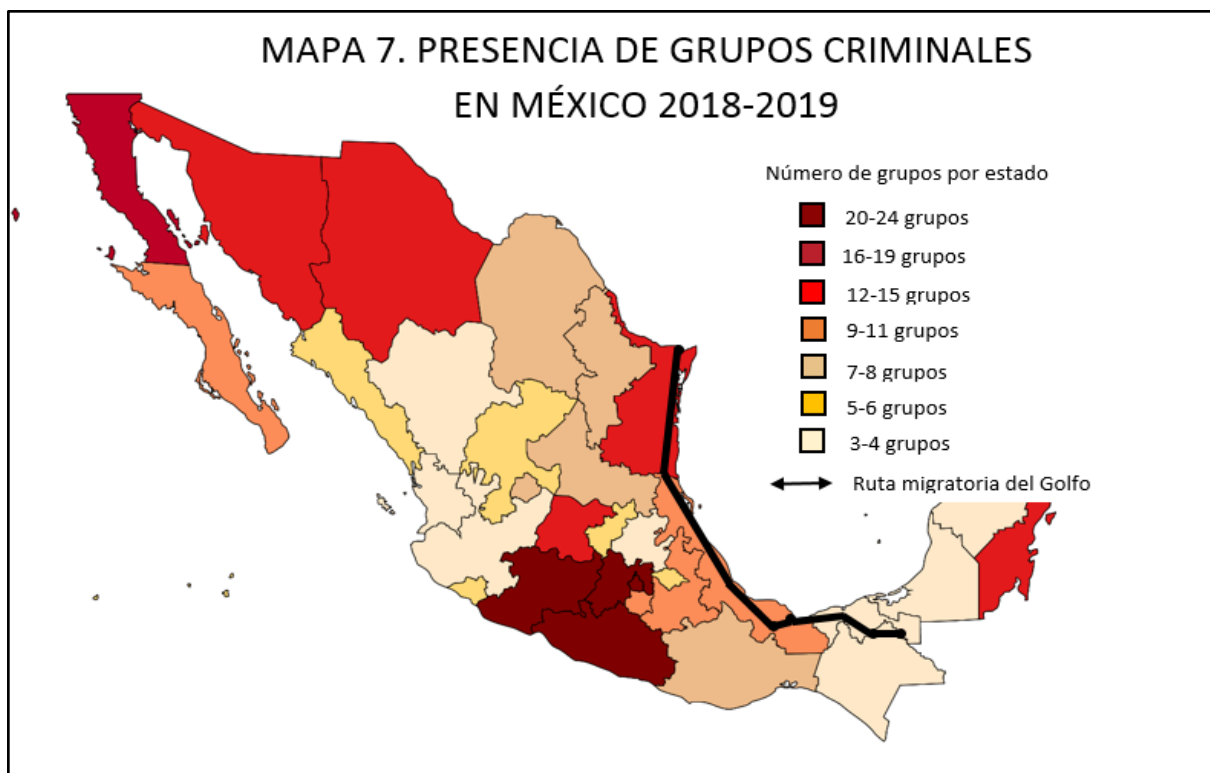 MAPA 7. PRESENCIA DE GRUPOS CRIMINALES
EN MÉXICO 2018-2019
Número de grupos por estado
20-24 grupos
16-19 grupos
12-15 grupos
9-11 grupos
7-8 grupos
5-6 grupos
3-4 grupos
Ruta migratoria del Golfo